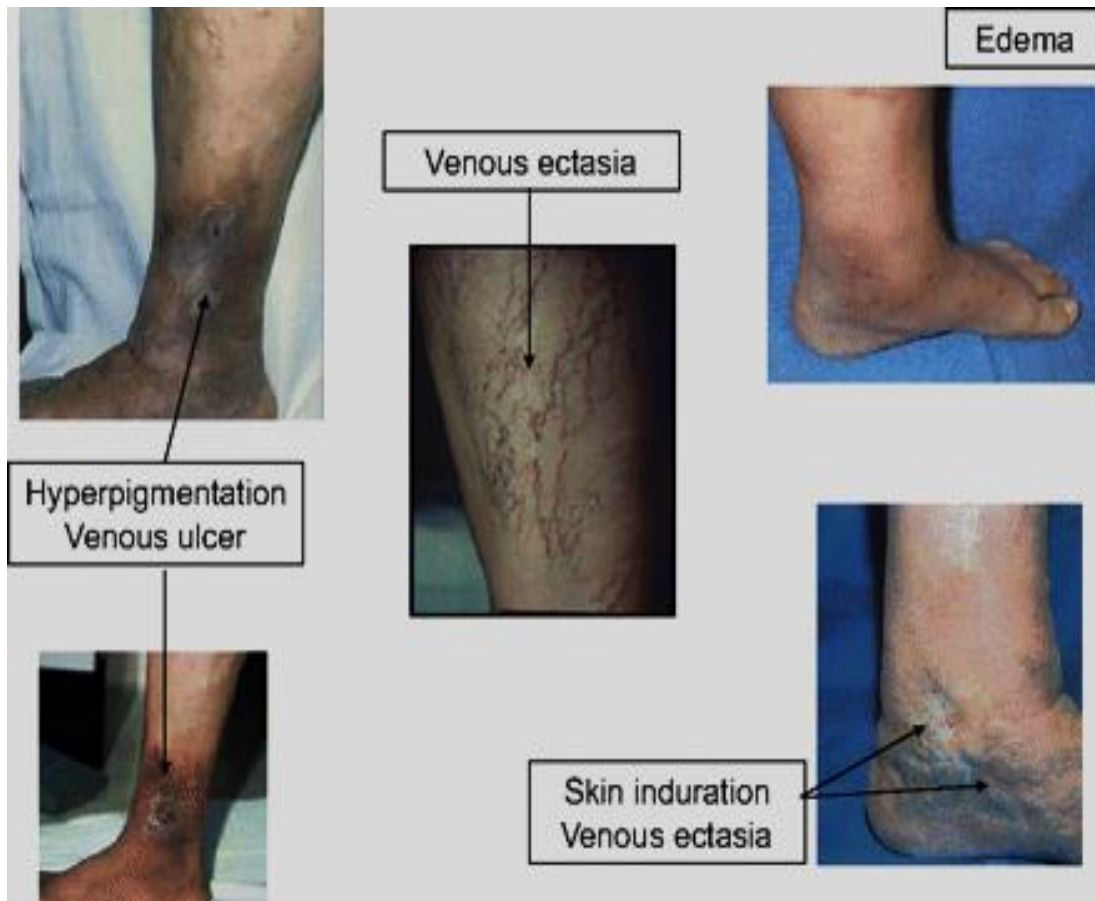 Edema
Venous ectasia
Hyperpigmentation
Venous ulcer
Skin induration
Venous ectasia